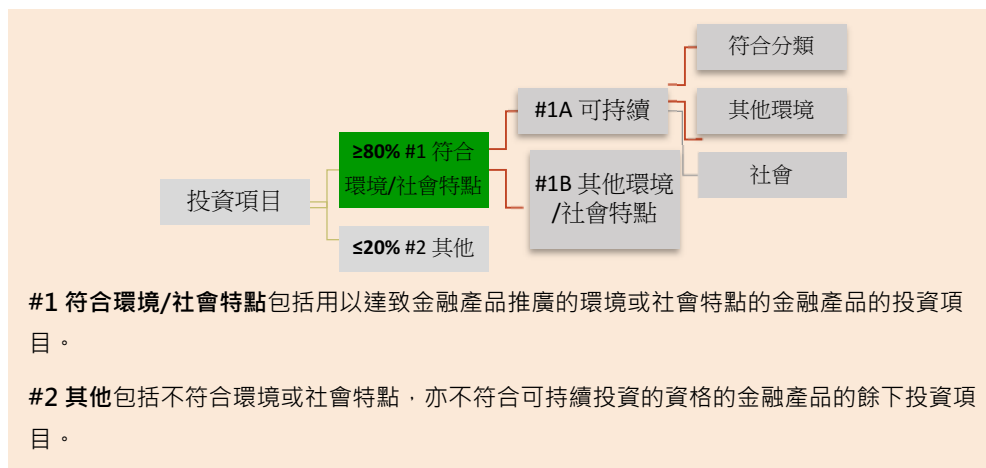 符合分類
#1A 可持續
其他環境
≥80% #1 符合
環境/社會特點
社會
#1B 其他環境
/社會特點
投資項目
≤20% #2 其他
#1 符合環境/社會特點包括用以達致金融產品推廣的環境或社會特點的金融產品的投資項
目。
#2 其他包括不符合環境或社會特點，亦不符合可持續投資的資格的金融產品的餘下投資項
目。